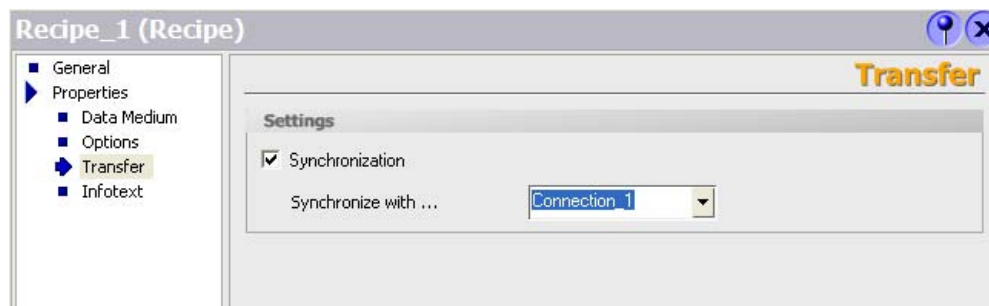 Recipe_1 (Recipe)
General
Properties
Data Medium
Options
Transfer
Infotext
Transfer
Settings
Synchronization
Synchronize with ...
Connection_1